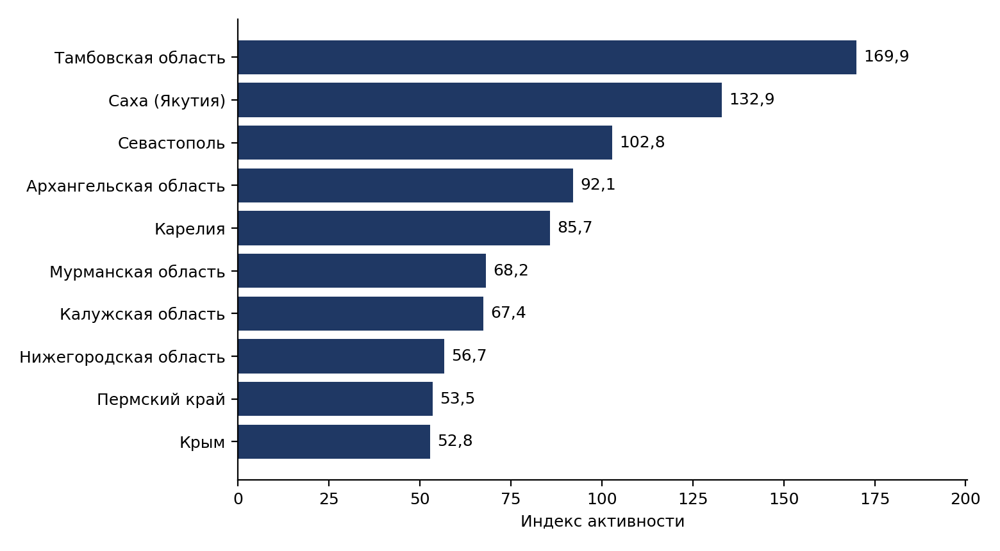 Тамбовская область 169,9
Саха (Якутия) 132,9
Севастополь 102,8
Архангельская область 92,1
Карелия 85,7
Мурманская область 68,2
Калужская область 67,4
Нижегородская область 56,7
Пермский край 53,5
Крым 52,8
0 25 50 75 100 125 150 175 200
Индекс активности